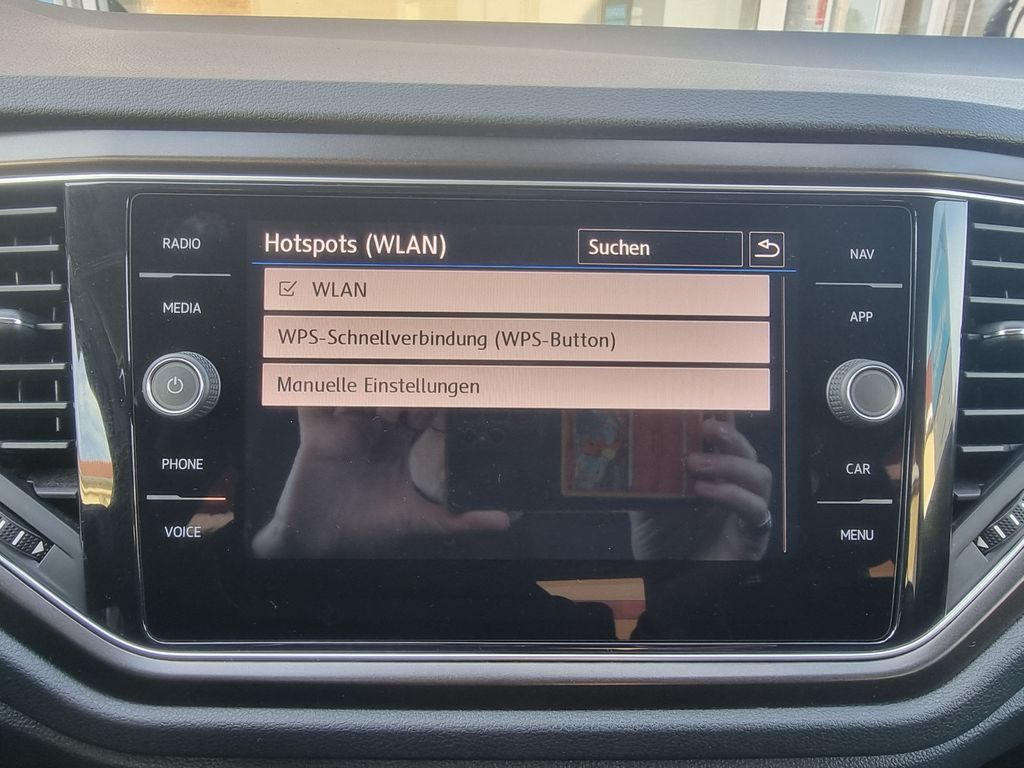 RADIO
MEDIA
PHONE
VOICE
Hotspots (WLAN)
Suchen
WLAN
WPS-Schnellverbindung (WPS-Button)
Manuelle Einstellungen
NAV
APP
CAR
MENU